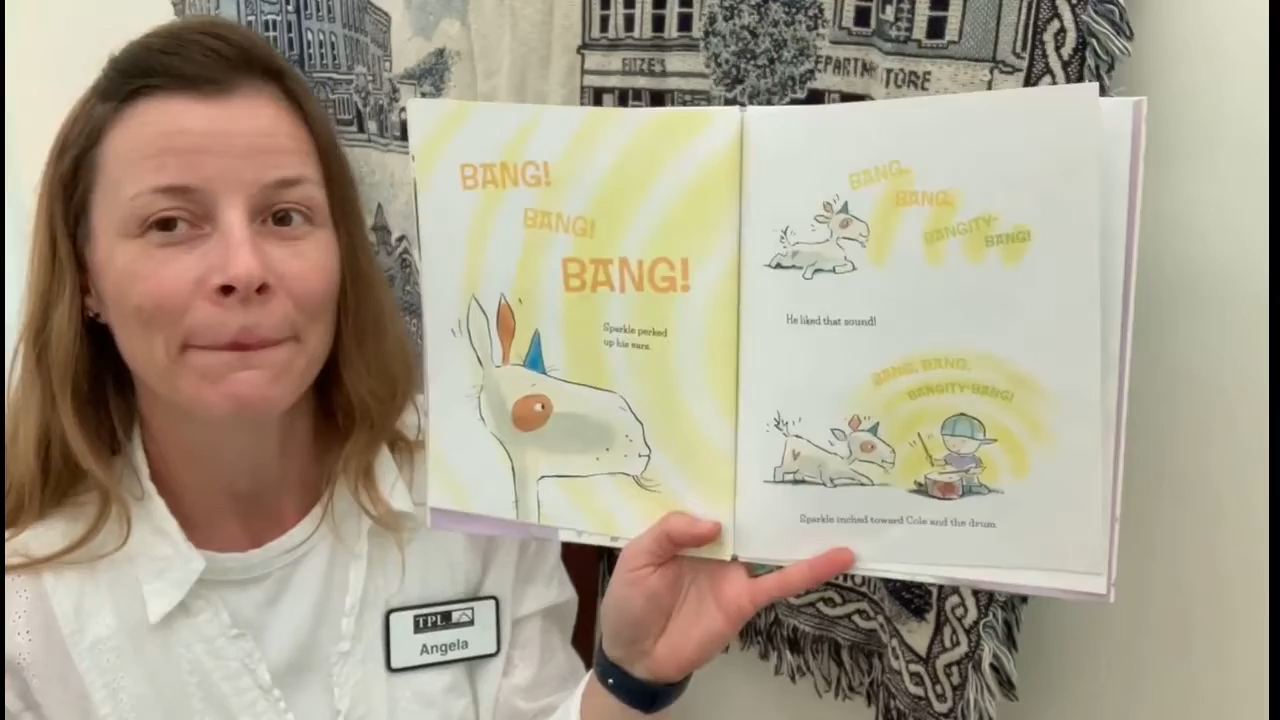 DEPARTMENT STORE
BANG!
BANG!
BANG!
Sparkle perked
up his ears.
BANG,
BANG,
BANGITY-
BANG!
He liked that sound!
BANG, BANG,
BANGITY-BANG!
Sparkle inched toward Cole and the drum.
TPL
Angela